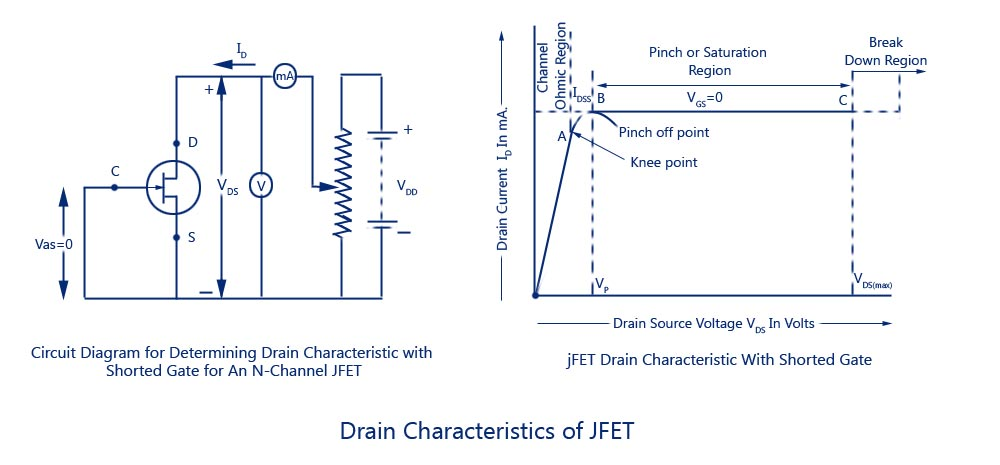 I_D
mA
+
D
C
V_DS
V
+
V_DD
Vas=0
S
–
–
Circuit Diagram for Determining Drain Characteristic with
Shorted Gate for An N-Channel JFET
Drain Current I_D In mA.
Channel
Ohmic Region
Pinch or Saturation
Region
Break
Down Region
I_DSS
B
V_GS=0
C
A
Pinch off point
Knee point
V_P
V_DS(max)
Drain Source Voltage V_DS In Volts
jFET Drain Characteristic With Shorted Gate
Drain Characteristics of JFET